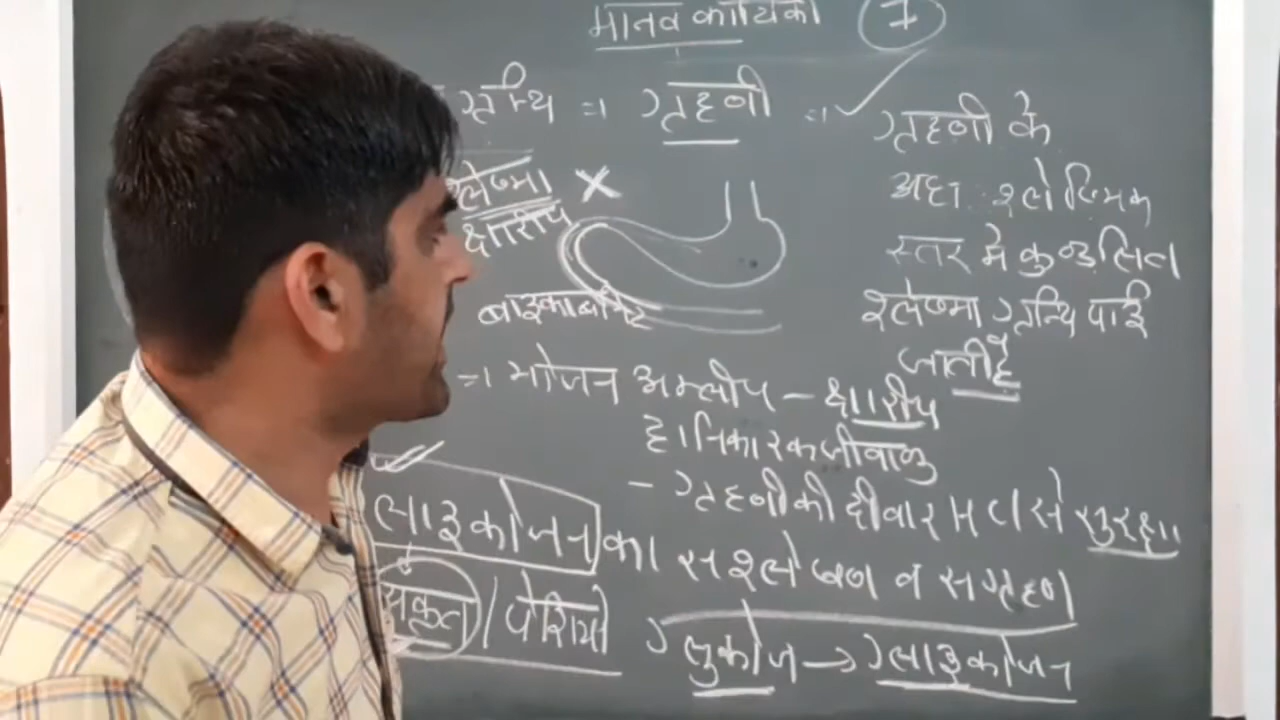 मानव कायिकी 7
ग्रन्थि =। ग्रहणी =। ग्रहणी के
अधः श्लेष्मिक
श्लेष्मा ×
क्षारीय
स्तर में कुण्डलित
श्लेष्मा ग्रन्थि पाई
जाती है
बाइकार्बोनेट
=। भोजन अम्लीय – क्षारीय
हानिकारक जीवाणु
– ग्रहणी की दीवार HCl से सुरक्षा
ग्लाइकोजन का संश्लेषण व संग्रहण
यकृत / पेशियों ग्लुकोज → ग्लाइकोजन